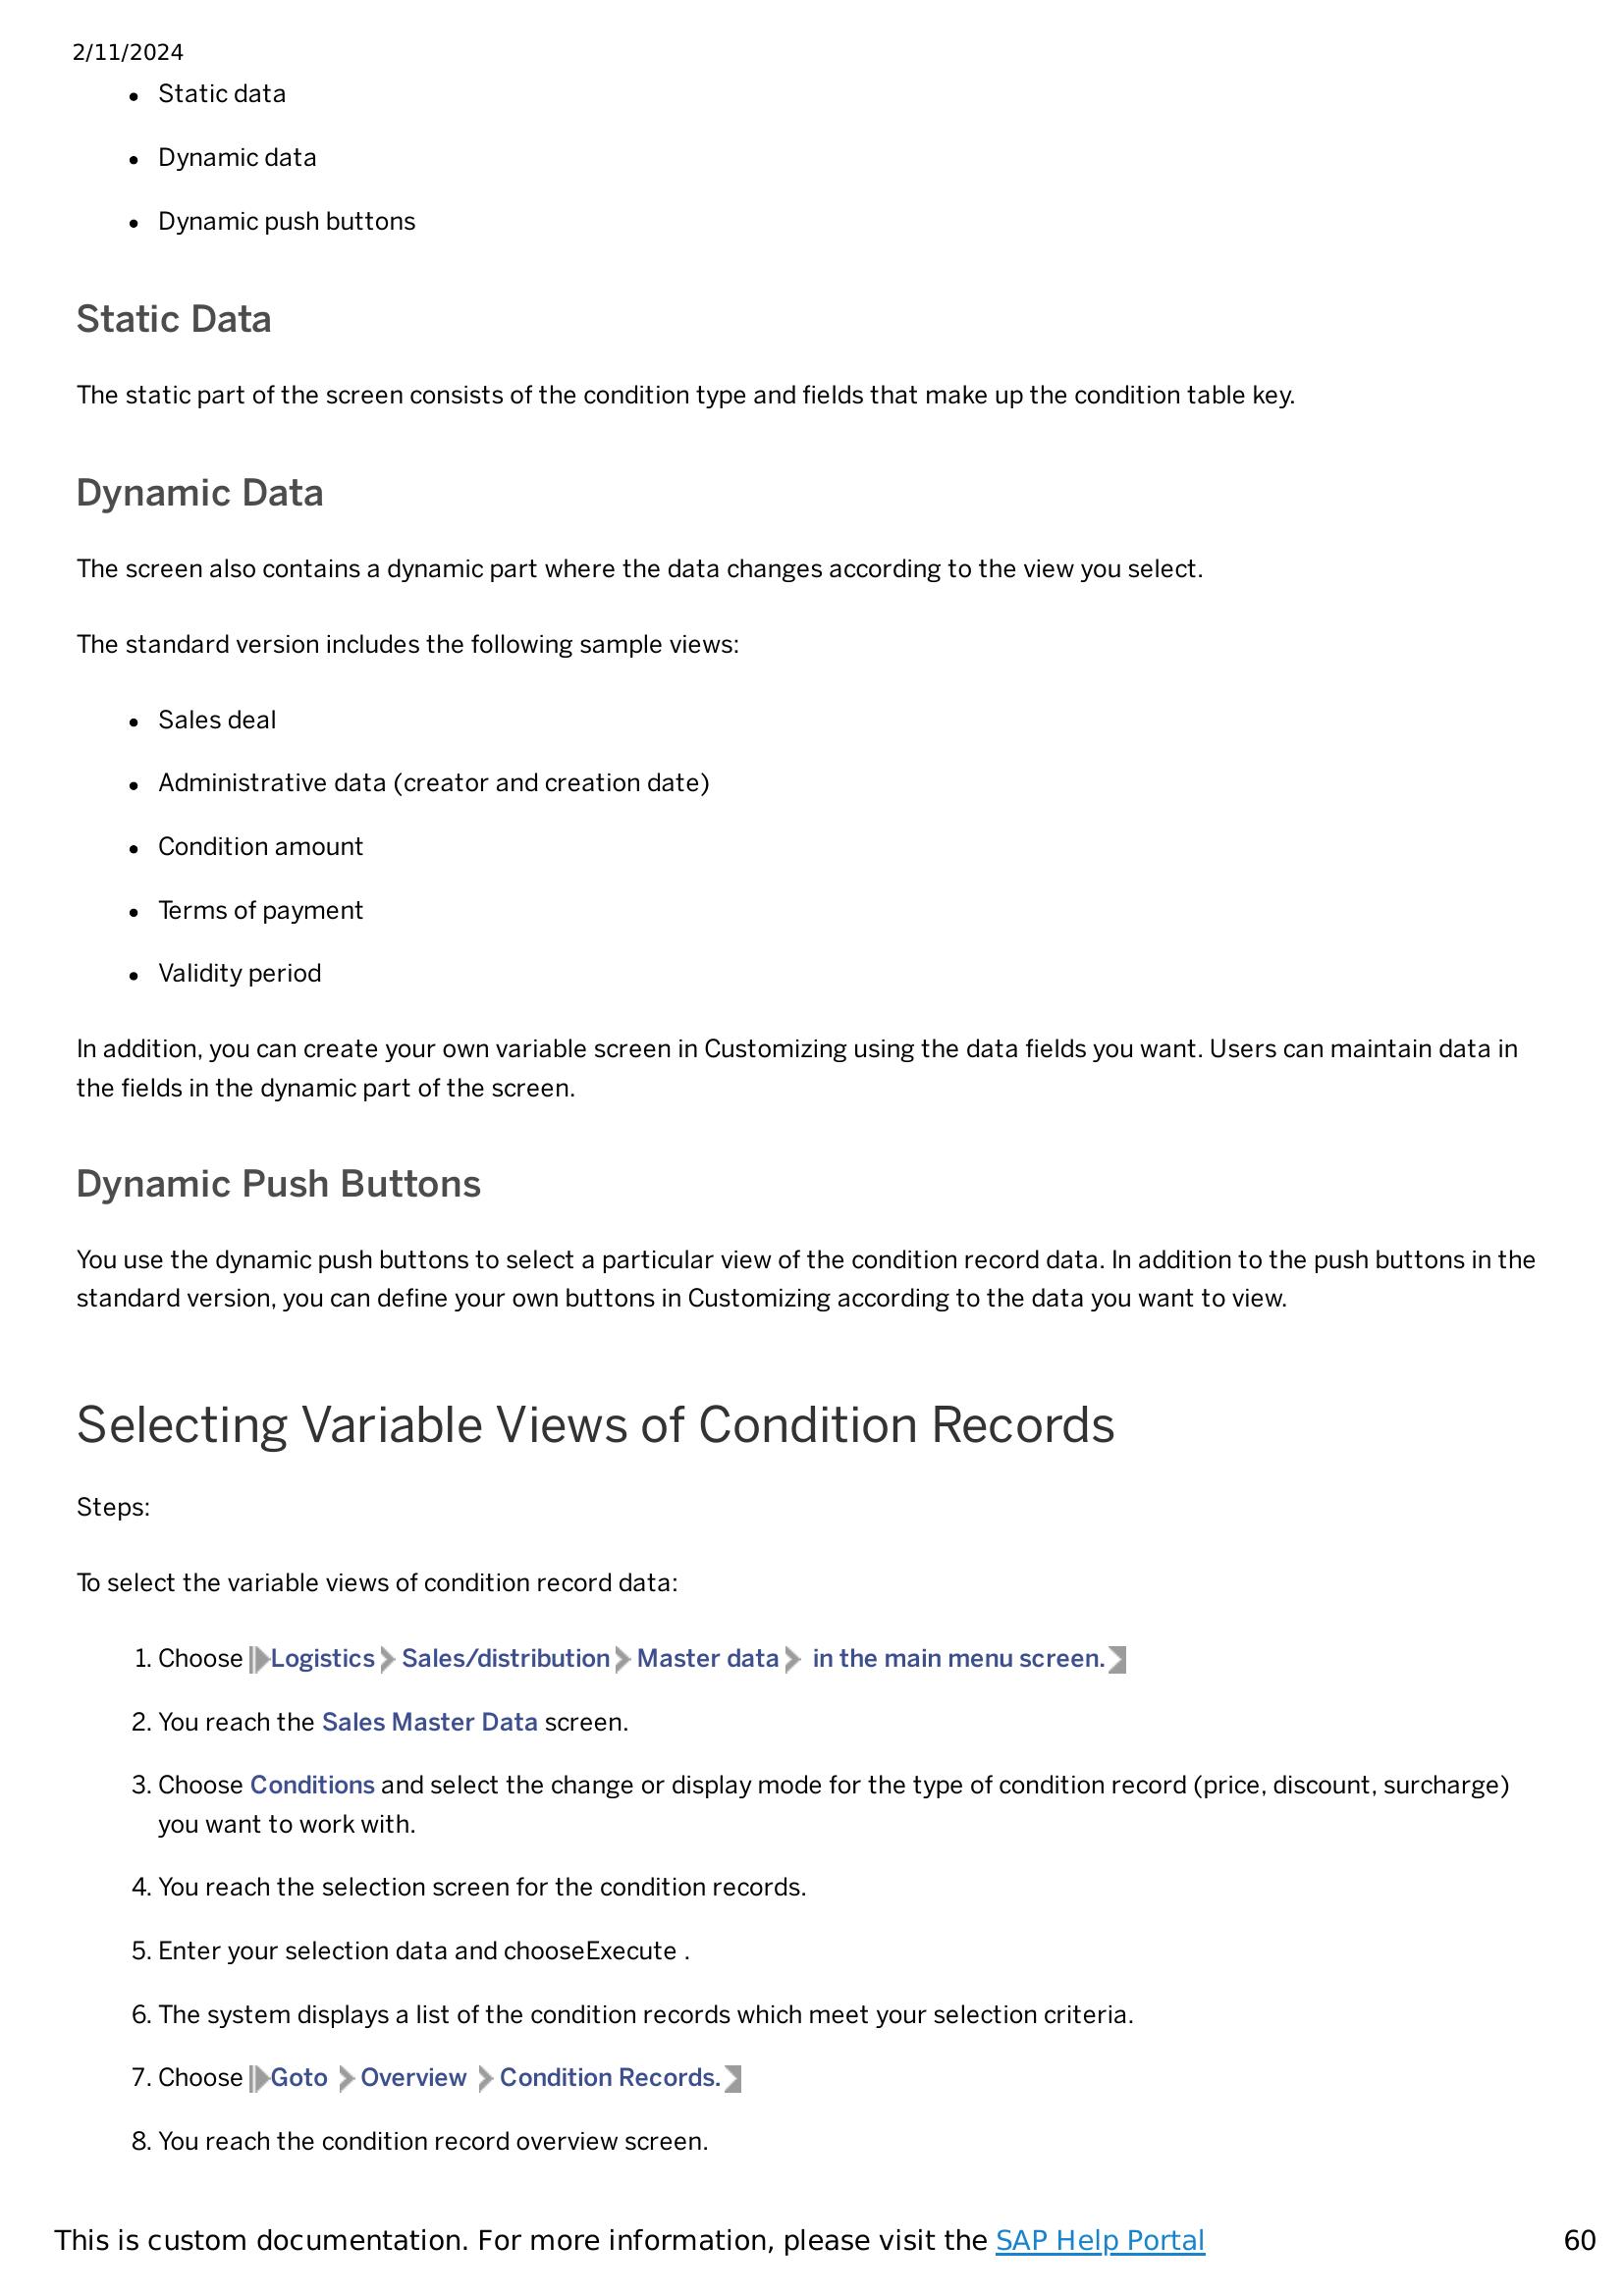 2/11/2024
• Static data
• Dynamic data
• Dynamic push buttons
Static Data
The static part of the screen consists of the condition type and fields that make up the condition table key.
Dynamic Data
The screen also contains a dynamic part where the data changes according to the view you select.
The standard version includes the following sample views:
• Sales deal
• Administrative data (creator and creation date)
• Condition amount
• Terms of payment
• Validity period
In addition, you can create your own variable screen in Customizing using the data fields you want. Users can maintain data in
the fields in the dynamic part of the screen.
Dynamic Push Buttons
You use the dynamic push buttons to select a particular view of the condition record data. In addition to the push buttons in the
standard version, you can define your own buttons in Customizing according to the data you want to view.
Selecting Variable Views of Condition Records
Steps:
To select the variable views of condition record data:
1. Choose Logistics Sales/distribution Master data in the main menu screen.
2. You reach the Sales Master Data screen.
3. Choose Conditions and select the change or display mode for the type of condition record (price, discount, surcharge)
you want to work with.
4. You reach the selection screen for the condition records.
5. Enter your selection data and chooseExecute .
6. The system displays a list of the condition records which meet your selection criteria.
7. Choose Goto Overview Condition Records.
8. You reach the condition record overview screen.
This is custom documentation. For more information, please visit the SAP Help Portal 60